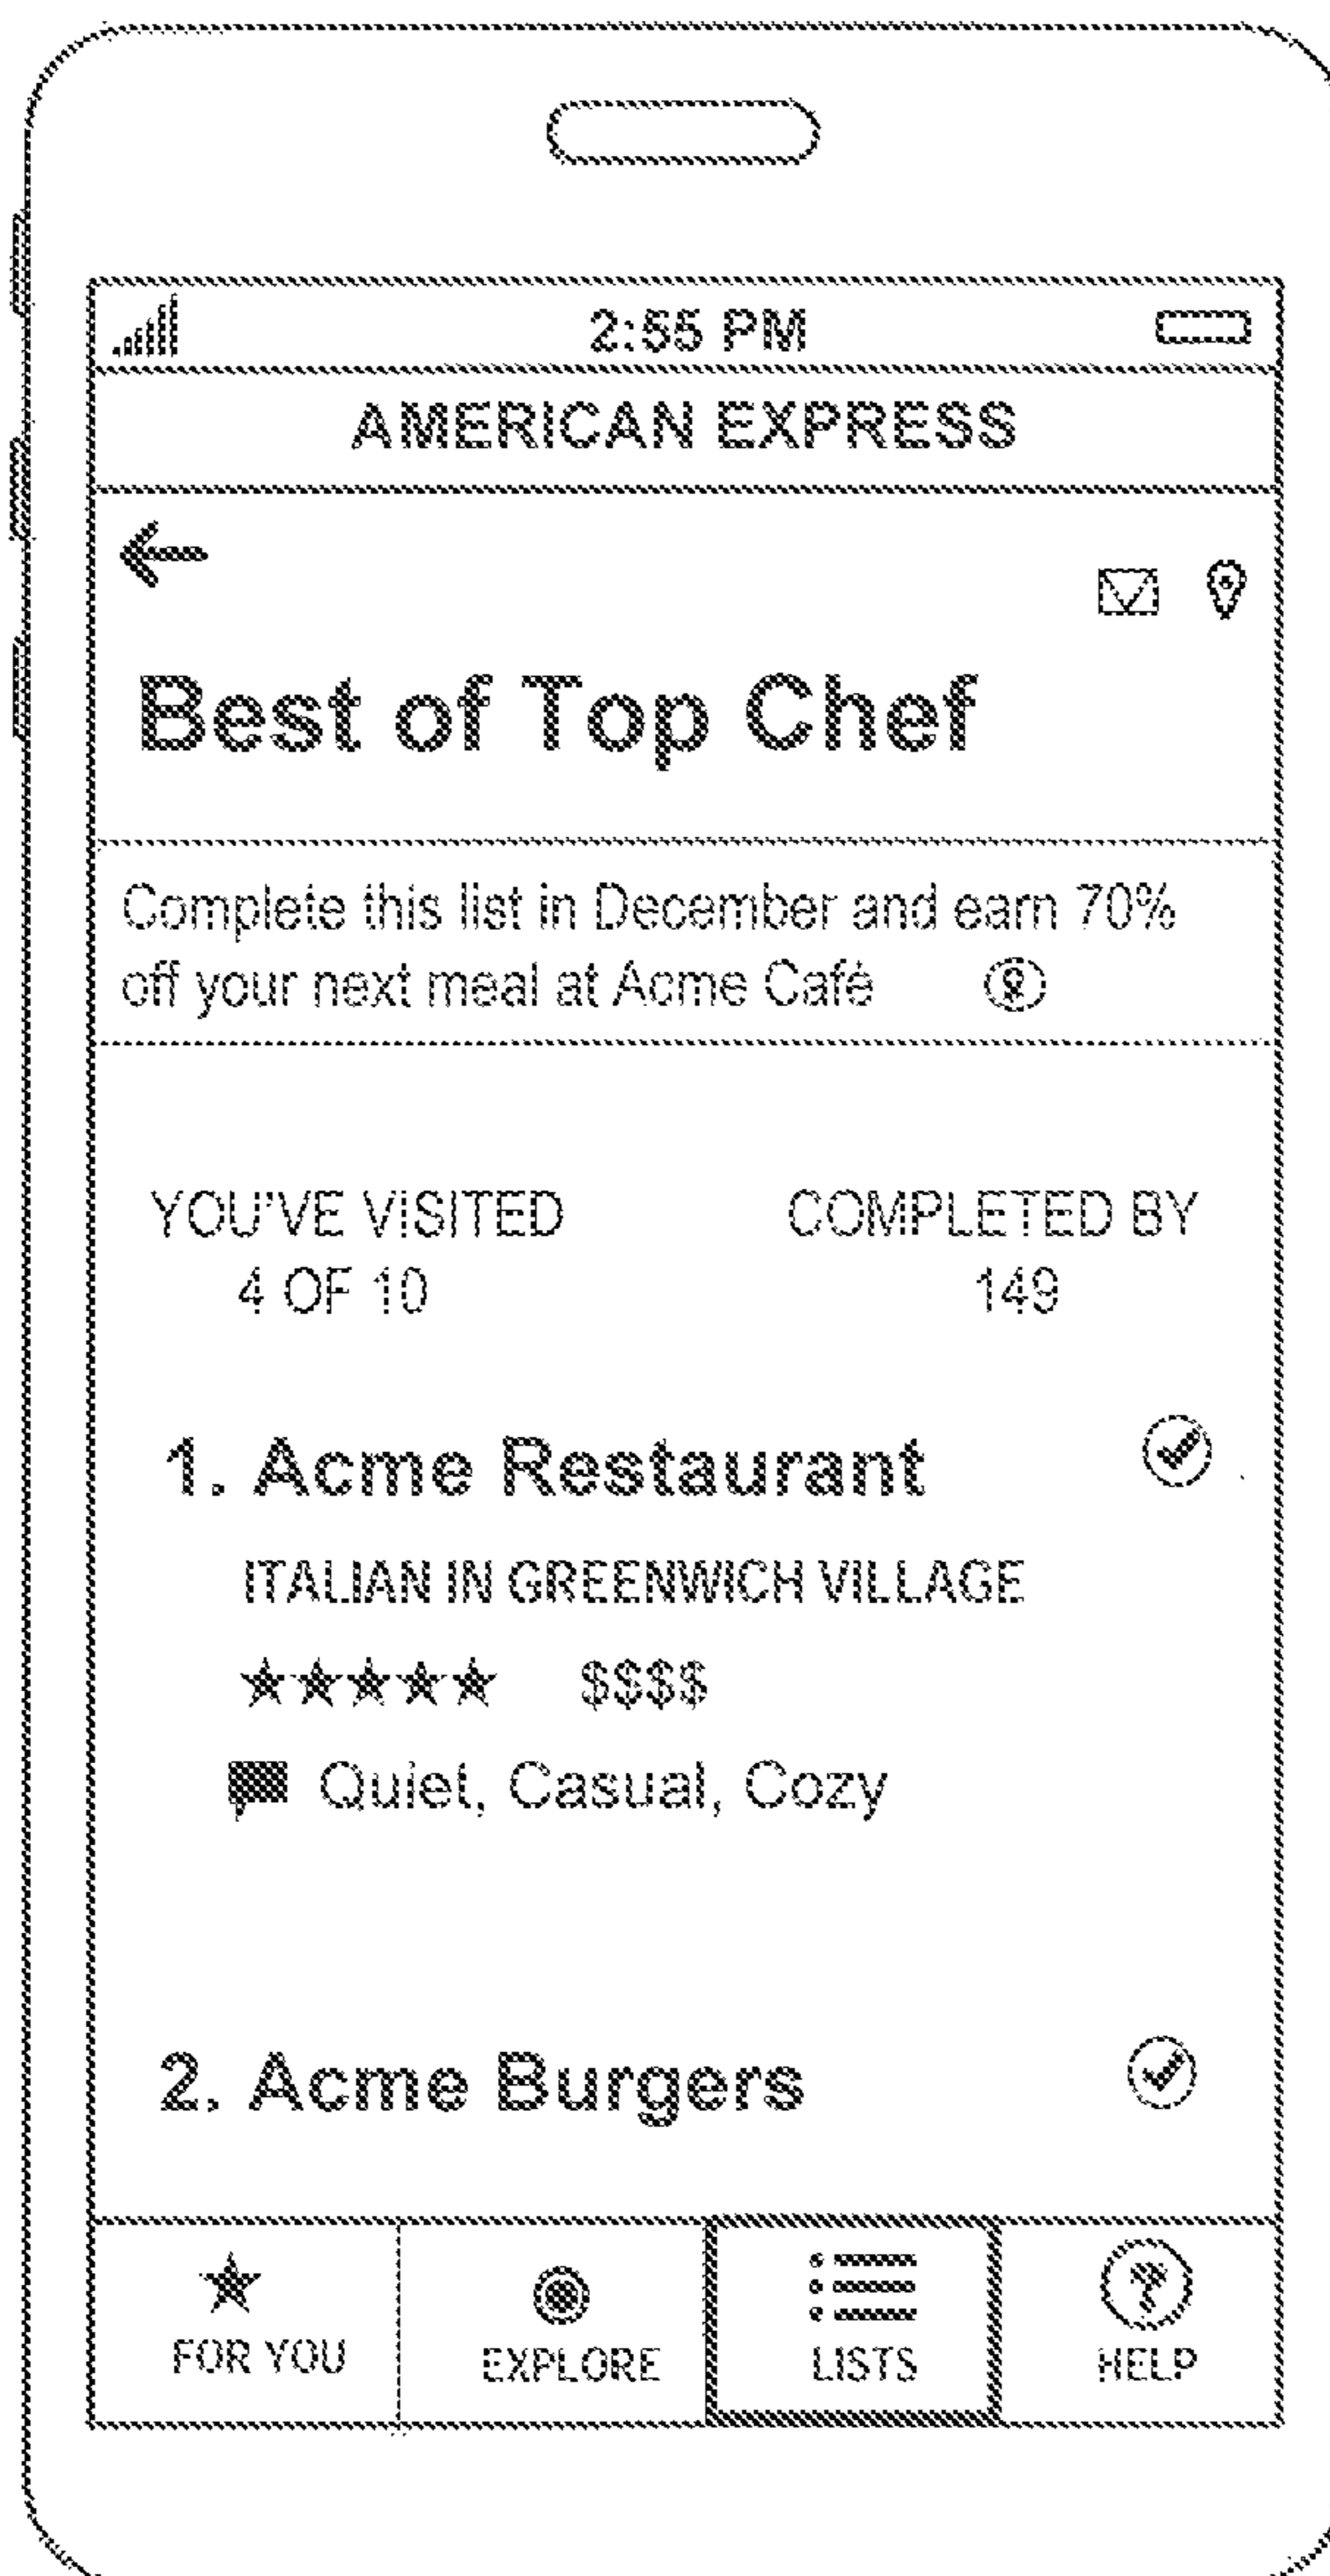 2:55 PM
AMERICAN EXPRESS
Best of Top Chef
Complete this list in December and earn 70%
off your next meal at Acme Café
YOU'VE VISITED
4 OF 10
COMPLETED BY
149
1. Acme Restaurant
ITALIAN IN GREENWICH VILLAGE
★★★★★ $$$$
Quiet, Casual, Cozy
2. Acme Burgers
FOR YOU
EXPLORE
LISTS
?
HELP